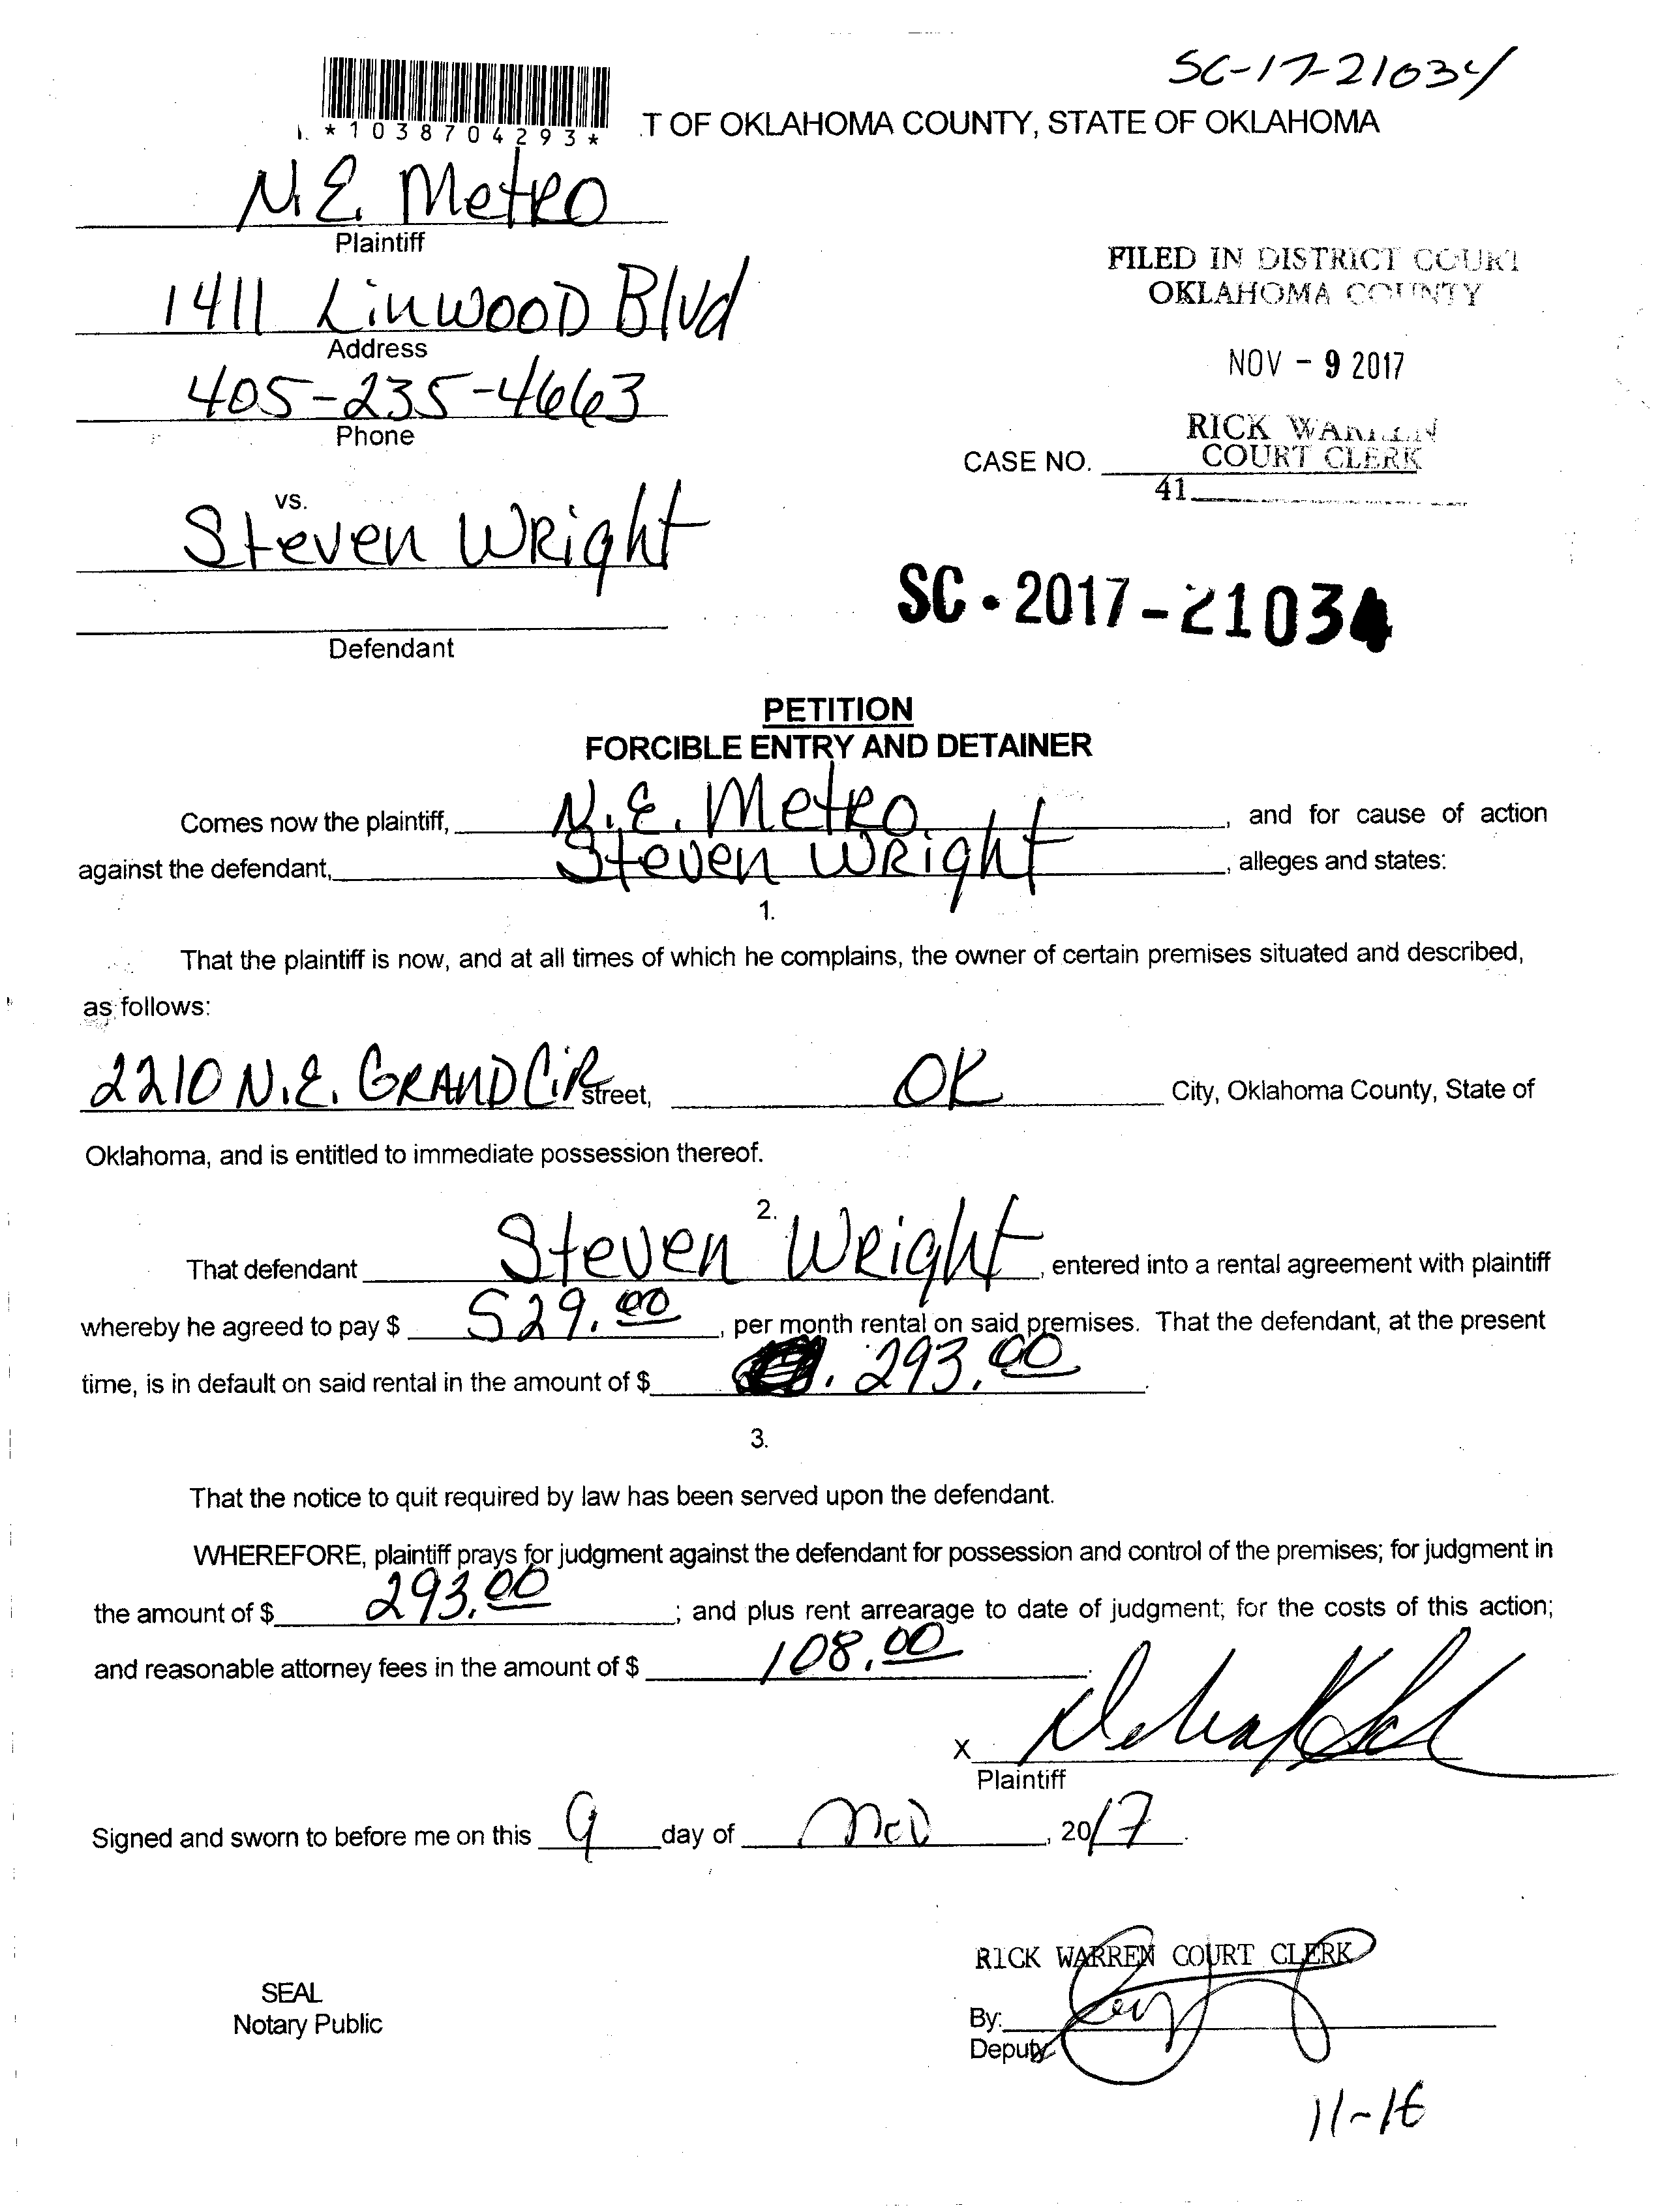 SC-17-21034
*1038704293*
T OF OKLAHOMA COUNTY, STATE OF OKLAHOMA
N.E. Metro
Plaintiff
FILED IN DISTRICT COURT
OKLAHOMA COUNTY
1411 Linwood Blvd
Address
NOV - 9 2017
405-235-4663
Phone
RICK WARREN
COURT CLERK
CASE NO.
41
vs.
Steven Wright
SC - 2017-21034
Defendant
PETITION
FORCIBLE ENTRY AND DETAINER
Comes now the plaintiff, N.E. Metro, and for cause of action
against the defendant, Steven Wright, alleges and states:
1.
That the plaintiff is now, and at all times of which he complains, the owner of certain premises situated and described,
as follows:
2210 N.E. GRAND CiR Street, OK City, Oklahoma County, State of
Oklahoma, and is entitled to immediate possession thereof.
2.
That defendant Steven Wright, entered into a rental agreement with plaintiff
whereby he agreed to pay $ 529.00, per month rental on said premises. That the defendant, at the present
time, is in default on said rental in the amount of $ 293.00.
3.
That the notice to quit required by law has been served upon the defendant.
WHEREFORE, plaintiff prays for judgment against the defendant for possession and control of the premises; for judgment in
the amount of $ 293.00; and plus rent arrearage to date of judgment; for the costs of this action;
and reasonable attorney fees in the amount of $ 108.00.
X
Plaintiff
Signed and sworn to before me on this 9 day of Nov, 2017.
RICK WARREN COURT CLERK
SEAL
Notary Public
By:
Deputy
11-16